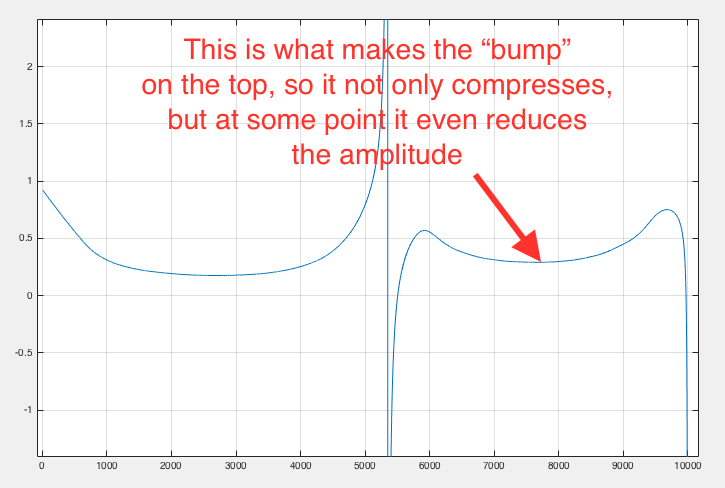 This is what makes the “bump”
on the top, so it not only compresses,
but at some point it even reduces
the amplitude
2
1.5
1
0.5
0
-0.5
-1
0 1000 2000 3000 4000 5000 6000 7000 8000 9000 10000